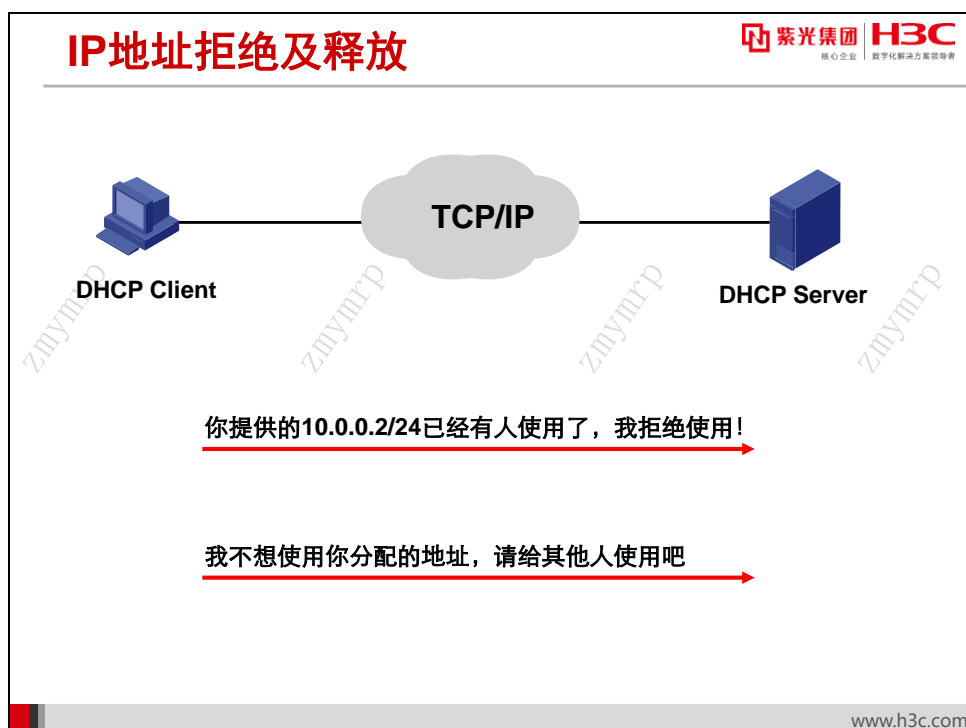 IP地址拒绝及释放
紫光集团
核心企业
H3C
数字化解决方案领导者
TCP/IP
DHCP Client
DHCP Server
zmymrp
zmymrp
zmymrp
zmymrp
你提供的10.0.0.2/24已经有人使用了，我拒绝使用！
我不想使用你分配的地址，请给其他人使用吧
www.h3c.com